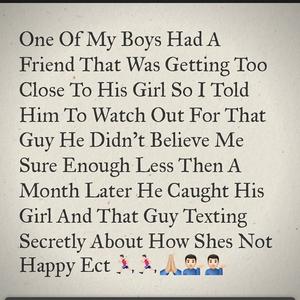 One Of My Boys Had A
Friend That Was Getting Too
Close To His Girl So I Told
Him To Watch Out For That
Guy He Didn't Believe Me
Sure Enough Less Then A
Month Later He Caught His
Girl And That Guy Texting
Secretly About How Shes Not
Happy Ect 🏃🏻‍♀️🏃🏻‍♀️🙏🏼💁🏻‍♂️💁🏻‍♂️